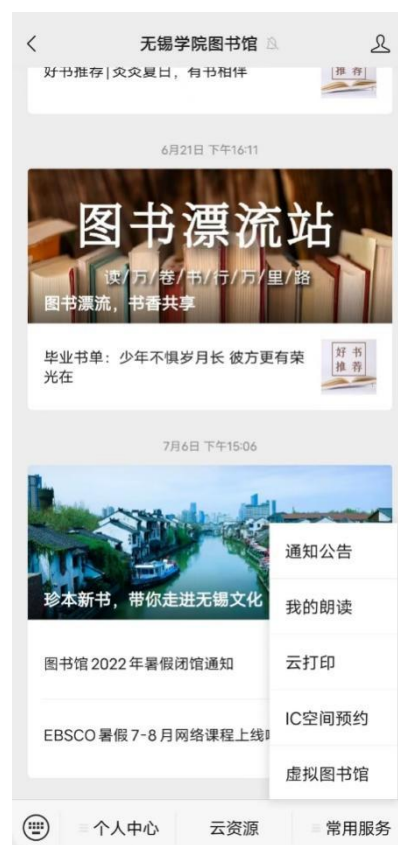 无锡学院图书馆
好书推荐|炎炎夏日，有书相伴
推 荐
6月21日 下午16:11
图书漂流站
读/万/卷/书/行/万/里/路
图书漂流，书香共享
毕业书单：少年不惧岁月长 彼方更有荣
光在
好 书
推 荐
7月6日 下午15:06
珍本新书，带你走进无锡文化
图书馆 2022 年暑假闭馆通知
EBSCO 暑假 7-8 月网络课程上线
通知公告
我的朗读
云打印
IC空间预约
虚拟图书馆
个人中心
云资源
常用服务